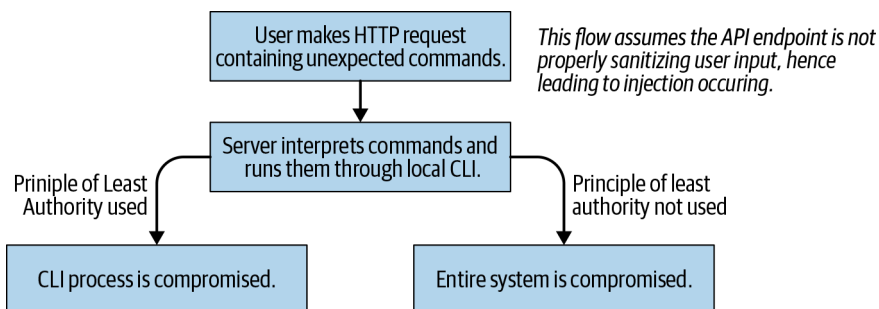 User makes HTTP request
containing unexpected commands.
This flow assumes the API endpoint is not
properly sanitizing user input, hence
leading to injection occuring.
Server interprets commands and
runs them through local CLI.
Priniple of Least
Authority used
Principle of least
authority not used
CLI process is compromised.
Entire system is compromised.